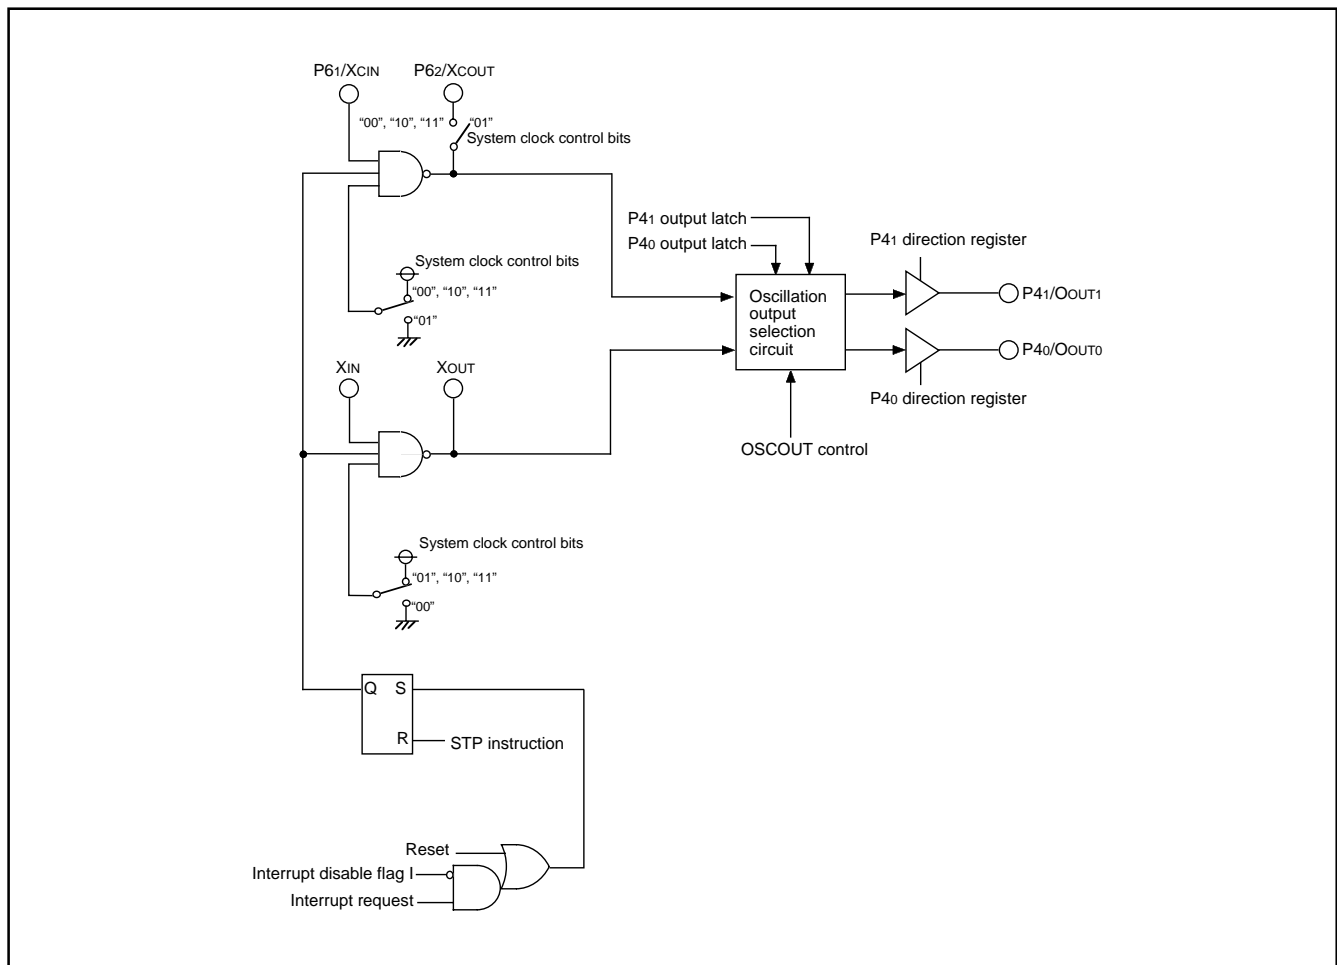 P61/XCIN P62/XCOUT
“00”, “10”, “11” “01”
System clock control bits
P41 output latch
P40 output latch
P41 direction register
System clock control bits
“00”, “10”, “11”
“01”
Oscillation
output
selection
circuit
P41/OOUT1
P40/OOUT0
XIN XOUT
P40 direction register
OSCOUT control
System clock control bits
“01”, “10”, “11”
“00”
Q S
R
STP instruction
Reset
Interrupt disable flag I
Interrupt request